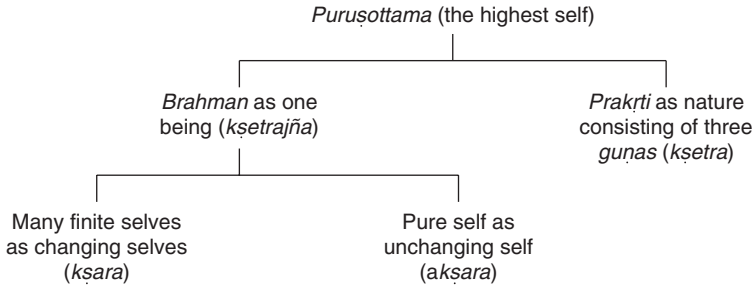 Puruṣottama (the highest self)
Brahman as one
being (kṣetrajña)
Prakṛti as nature
consisting of three
guṇas (kṣetra)
Many finite selves
as changing selves
(kṣara)
Pure self as
unchanging self
(akṣara)